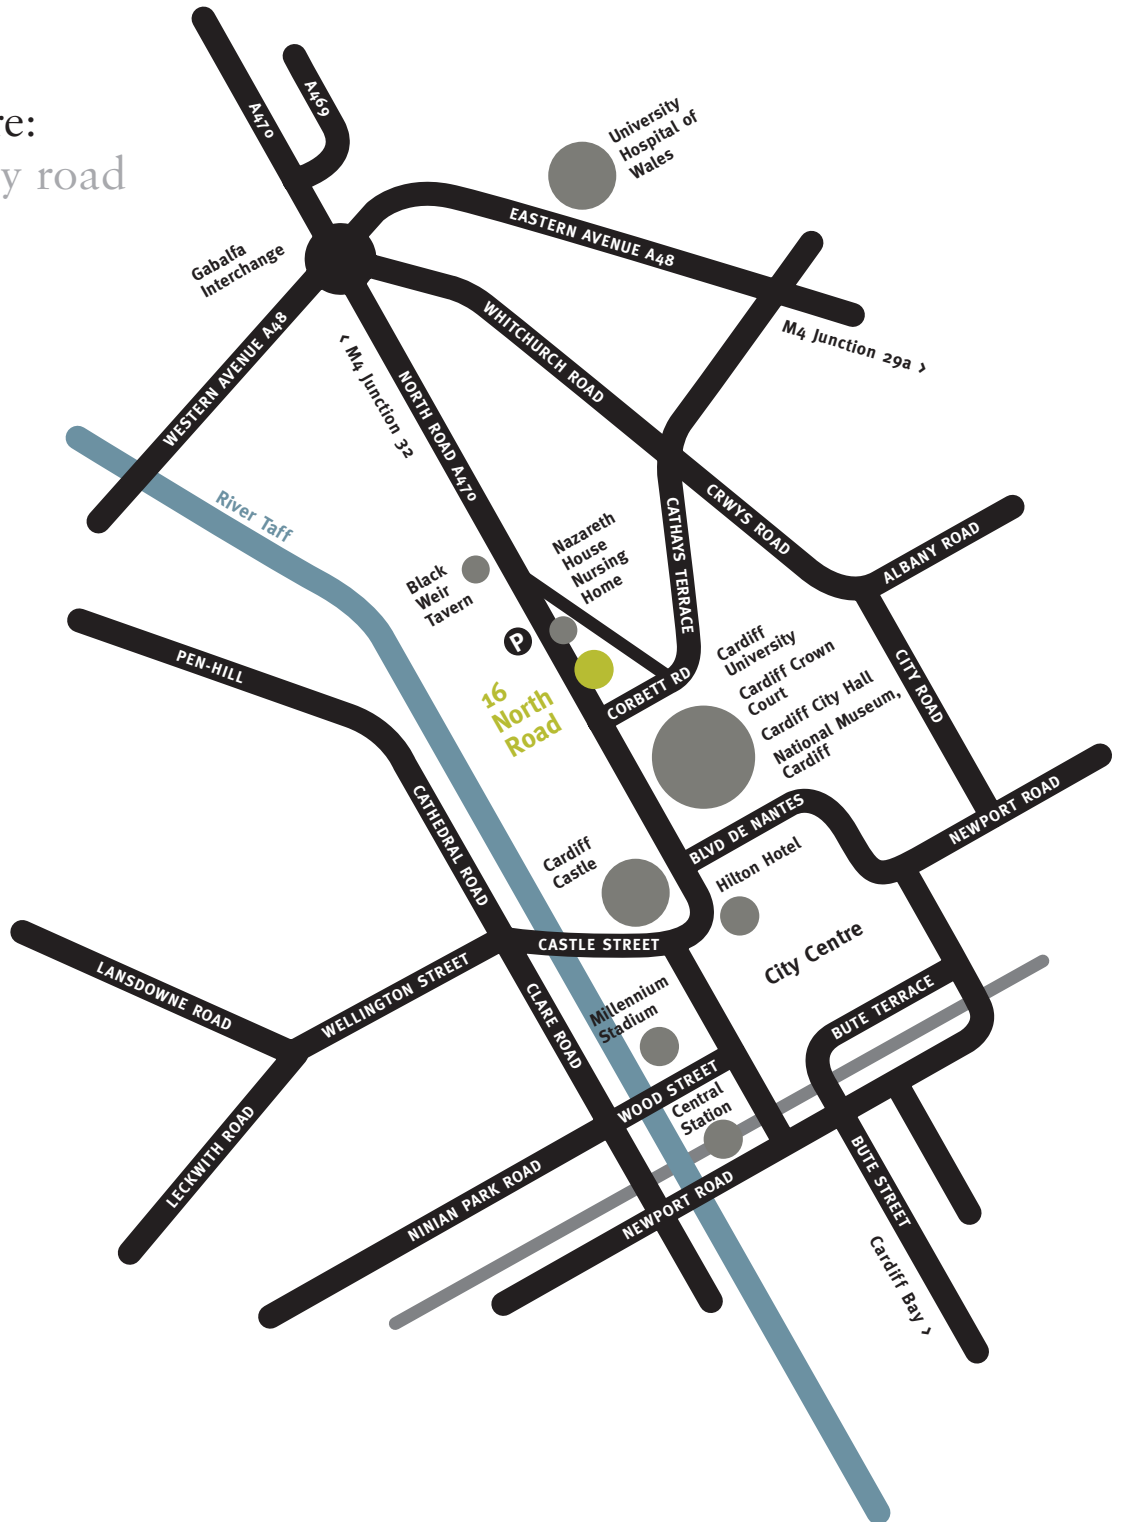 re:
y road
A470
A469
University
Hospital of
Wales
EASTERN AVENUE A48
Gabalfa
Interchange
M4 Junction 29a >
WHITCHURCH ROAD
WESTERN AVENUE A48
< M4 Junction 32
NORTH ROAD A470
River Taff
CRWYS ROAD
CATHAYS TERRACE
ALBANY ROAD
Nazareth
House
Nursing
Home
Black
Weir
Tavern
P
PEN-HILL
16
North
Road
CORBETT RD
Cardiff
University
Cardiff Crown
Court
Cardiff City Hall
National Museum,
Cardiff
CITY ROAD
CATHEDRAL ROAD
BLVD DE NANTES
NEWPORT ROAD
Cardiff
Castle
Hilton Hotel
CASTLE STREET
City Centre
LANSDOWNE ROAD
WELLINGTON STREET
CLARE ROAD
Millennium
Stadium
BUTE TERRACE
WOOD STREET
Central
Station
LECKWITH ROAD
NINIAN PARK ROAD
NEWPORT ROAD
BUTE STREET
Cardiff Bay >